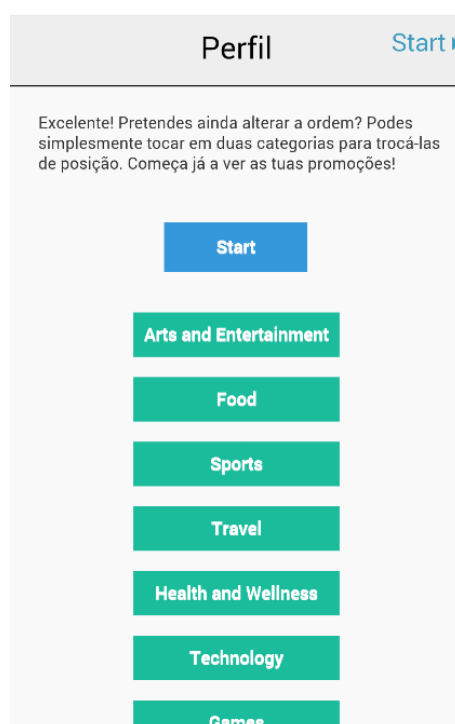 Perfil
Start
Excelente! Pretendes ainda alterar a ordem? Podes
simplesmente tocar em duas categorias para trocá-las
de posição. Começa já a ver as tuas promoções!
Start
Arts and Entertainment
Food
Sports
Travel
Health and Wellness
Technology
Games